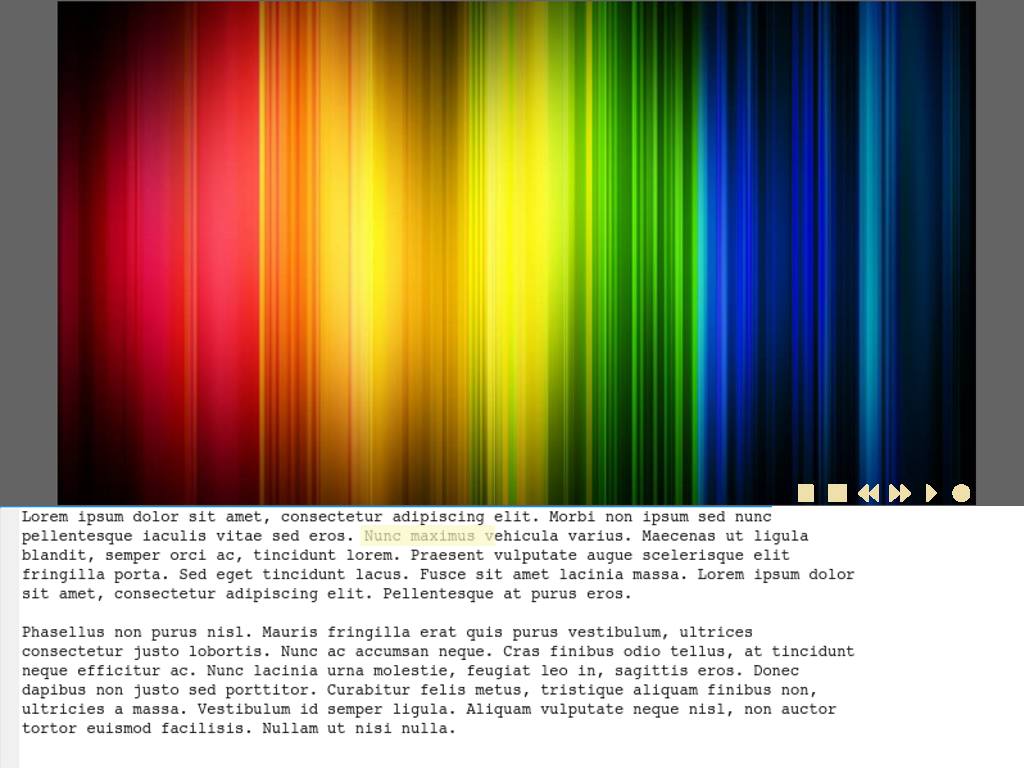 Lorem ipsum dolor sit amet, consectetur adipiscing elit. Morbi non ipsum sed nunc
pellentesque iaculis vitae sed eros. Nunc maximus vehicula varius. Maecenas ut ligula
blandit, semper orci ac, tincidunt lorem. Praesent vulputate augue scelerisque elit
fringilla porta. Sed eget tincidunt lacus. Fusce sit amet lacinia massa. Lorem ipsum dolor
sit amet, consectetur adipiscing elit. Pellentesque at purus eros.

Phasellus non purus nisl. Mauris fringilla erat quis purus vestibulum, ultrices
consectetur justo lobortis. Nunc ac accumsan neque. Cras finibus odio tellus, at tincidunt
neque efficitur ac. Nunc lacinia urna molestie, feugiat leo in, sagittis eros. Donec
dapibus non justo sed porttitor. Curabitur felis metus, tristique aliquam finibus non,
ultricies a massa. Vestibulum id semper ligula. Aliquam vulputate neque nisl, non auctor
tortor euismod facilisis. Nullam ut nisi nulla.